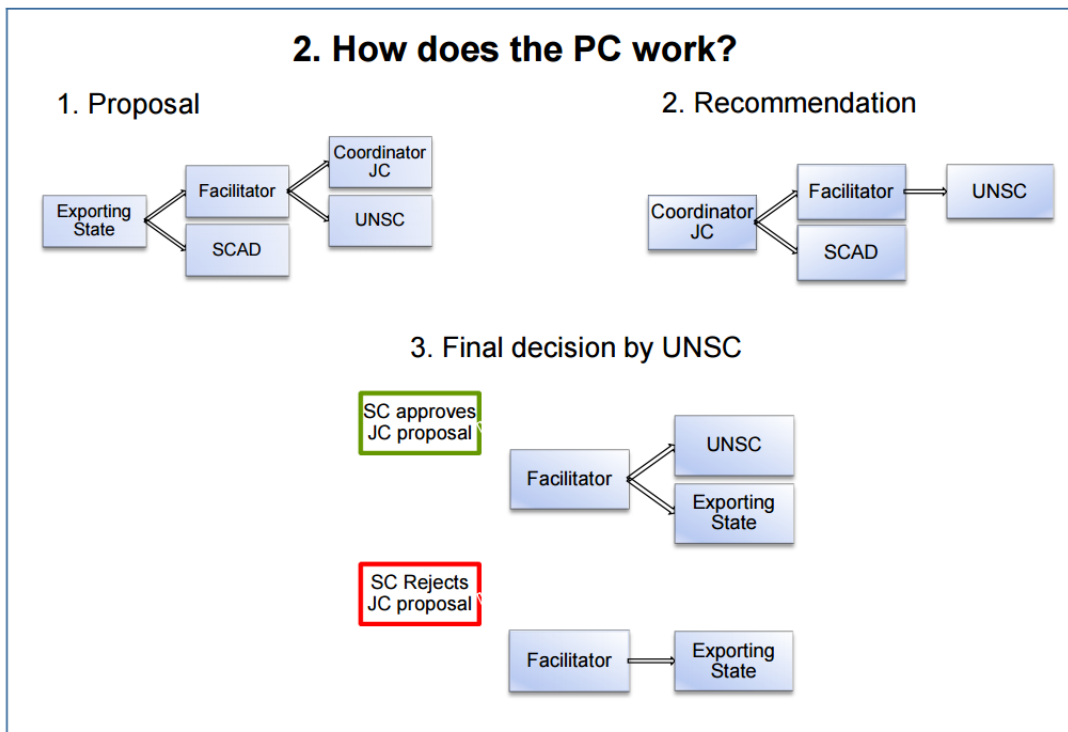 2. How does the PC work?
1. Proposal
Exporting
State
Facilitator
SCAD
Coordinator
JC
UNSC
2. Recommendation
Coordinator
JC
Facilitator
SCAD
UNSC
3. Final decision by UNSC
SC approves
JC proposal
Facilitator
UNSC
Exporting
State
SC Rejects
JC proposal
Facilitator
Exporting
State